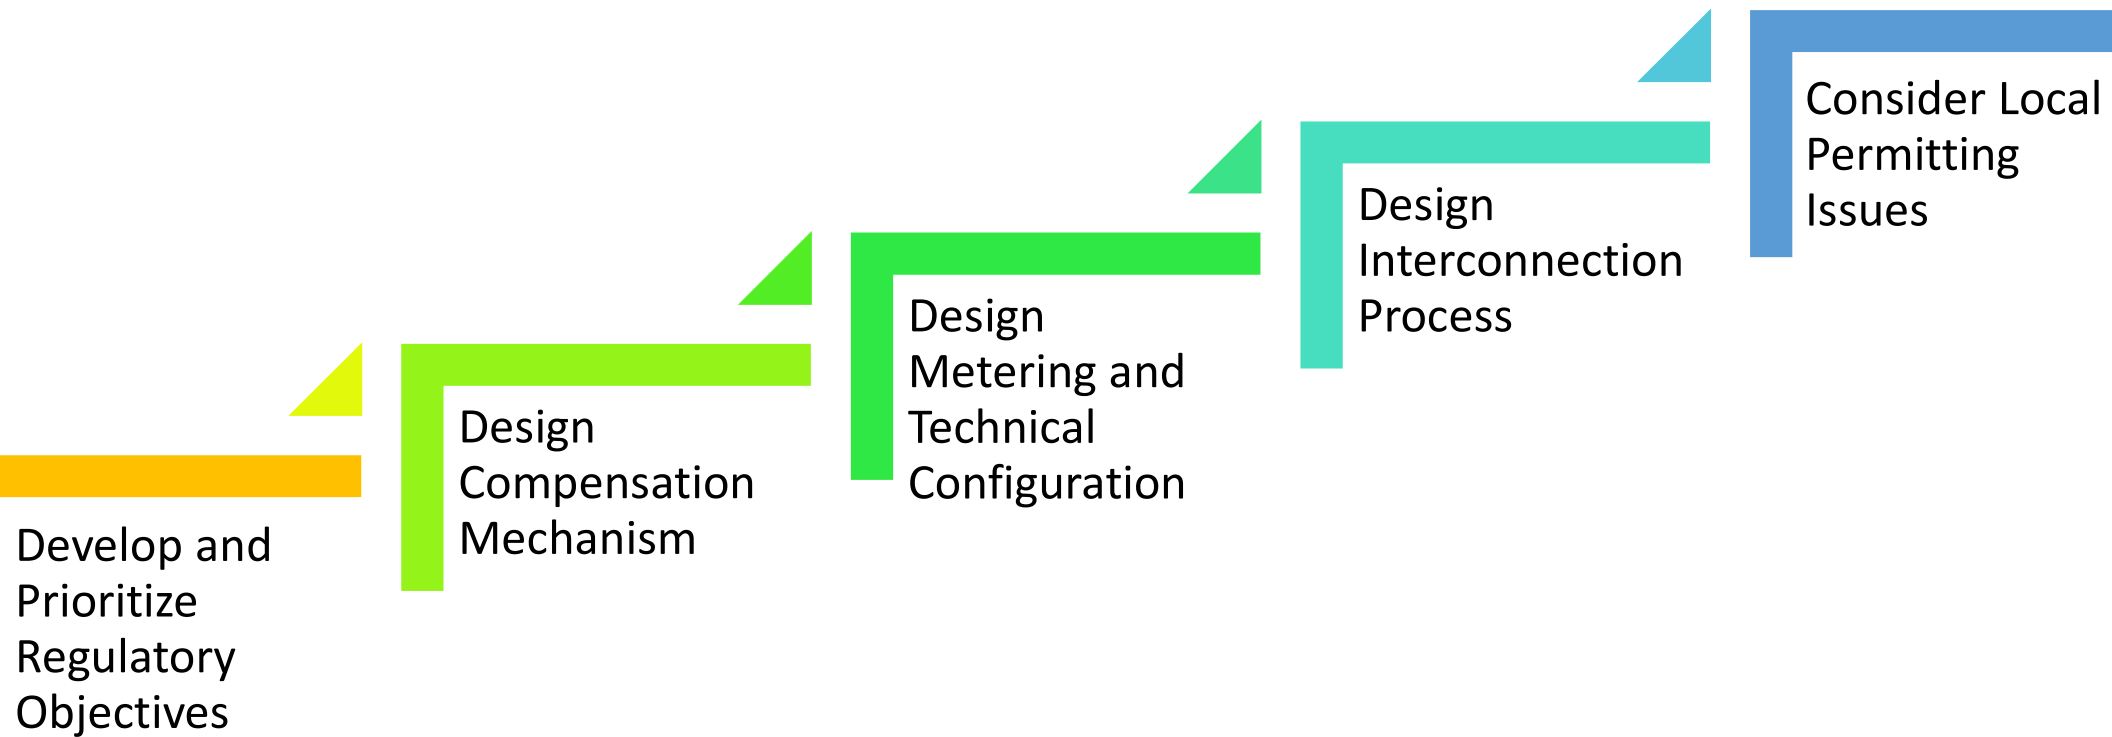 Develop and
Prioritize
Regulatory
Objectives
Design
Compensation
Mechanism
Design
Metering and
Technical
Configuration
Design
Interconnection
Process
Consider Local
Permitting
Issues